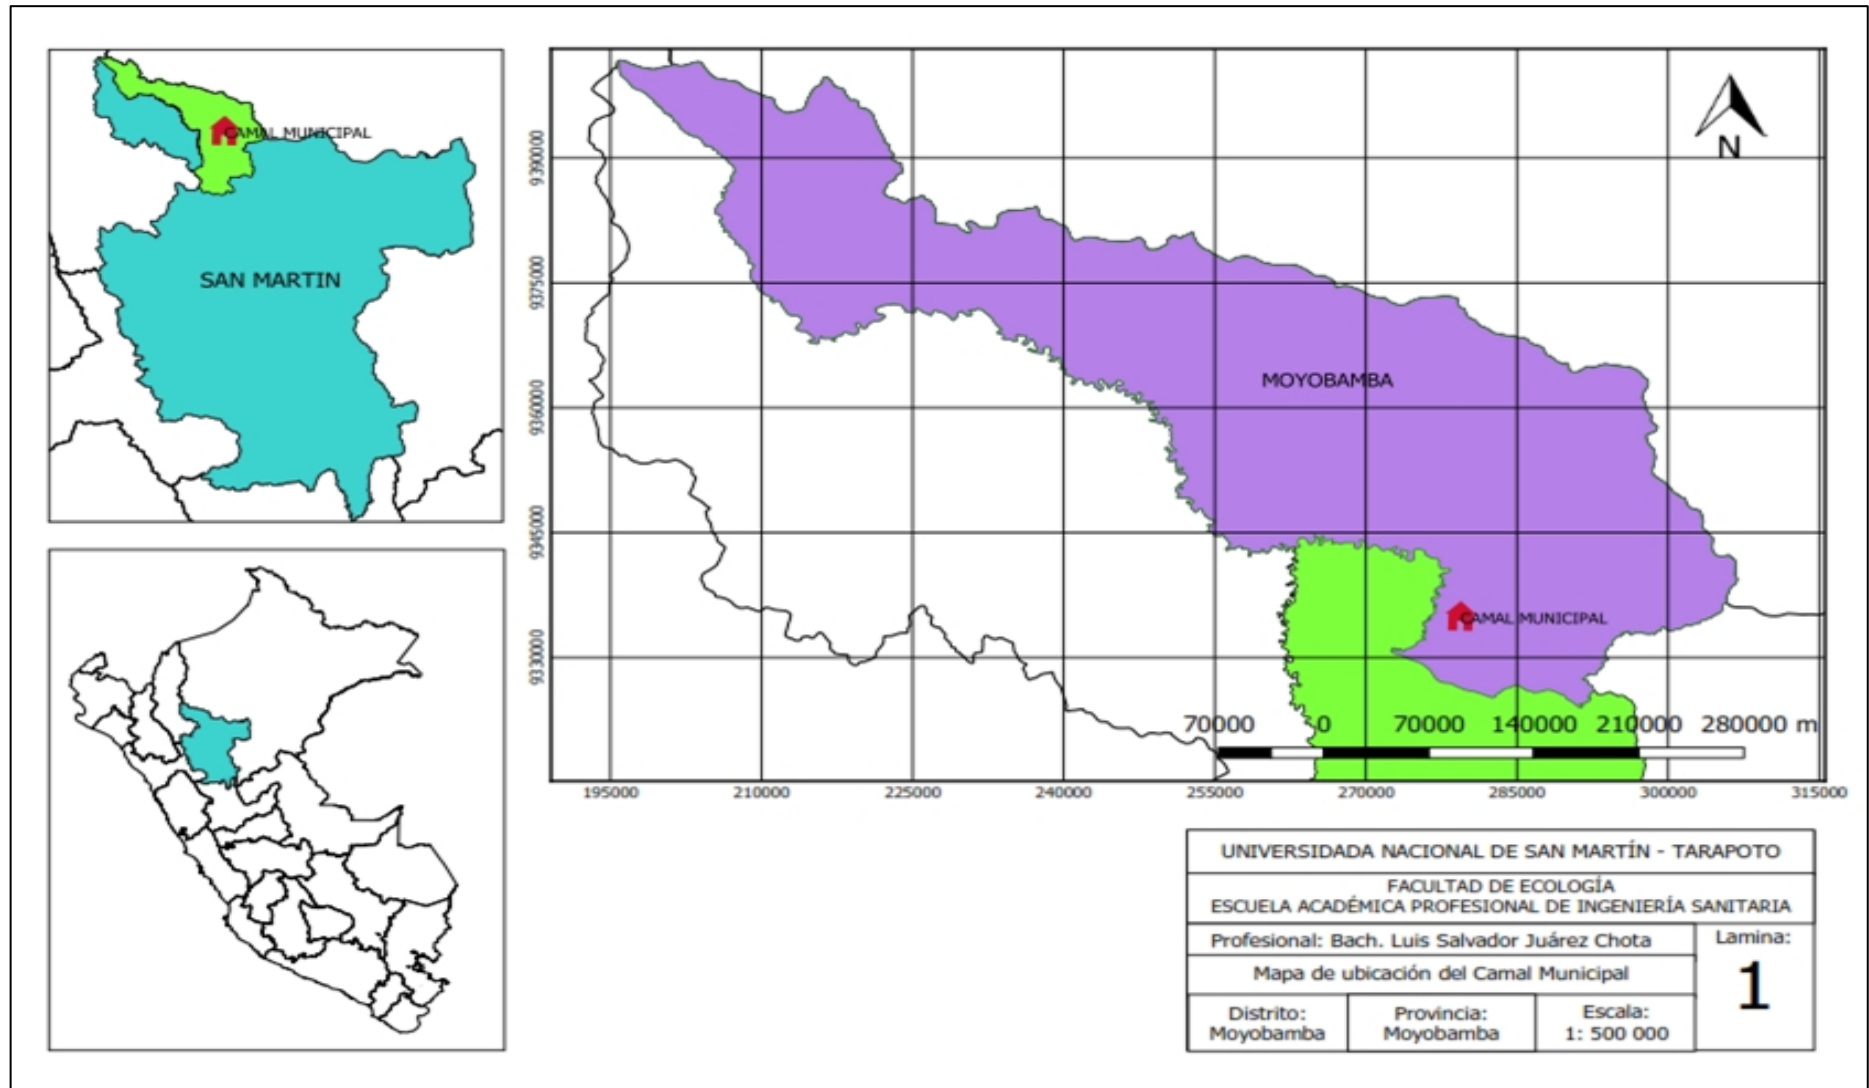 CAMAL MUNICIPAL
SAN MARTIN
N
9390000
9375000
9360000
9345000
9330000
MOYOBAMBA
CAMAL MUNICIPAL
70000 0 70000 140000 210000 280000 m
195000 210000 225000 240000 255000 270000 285000 300000 315000
UNIVERSIDADA NACIONAL DE SAN MARTÍN - TARAPOTO
FACULTAD DE ECOLOGÍA
ESCUELA ACADÉMICA PROFESIONAL DE INGENIERÍA SANITARIA
Profesional: Bach. Luis Salvador Juárez Chota
Lamina:
1
Mapa de ubicación del Camal Municipal
Distrito:
Moyobamba
Provincia:
Moyobamba
Escala:
1: 500 000